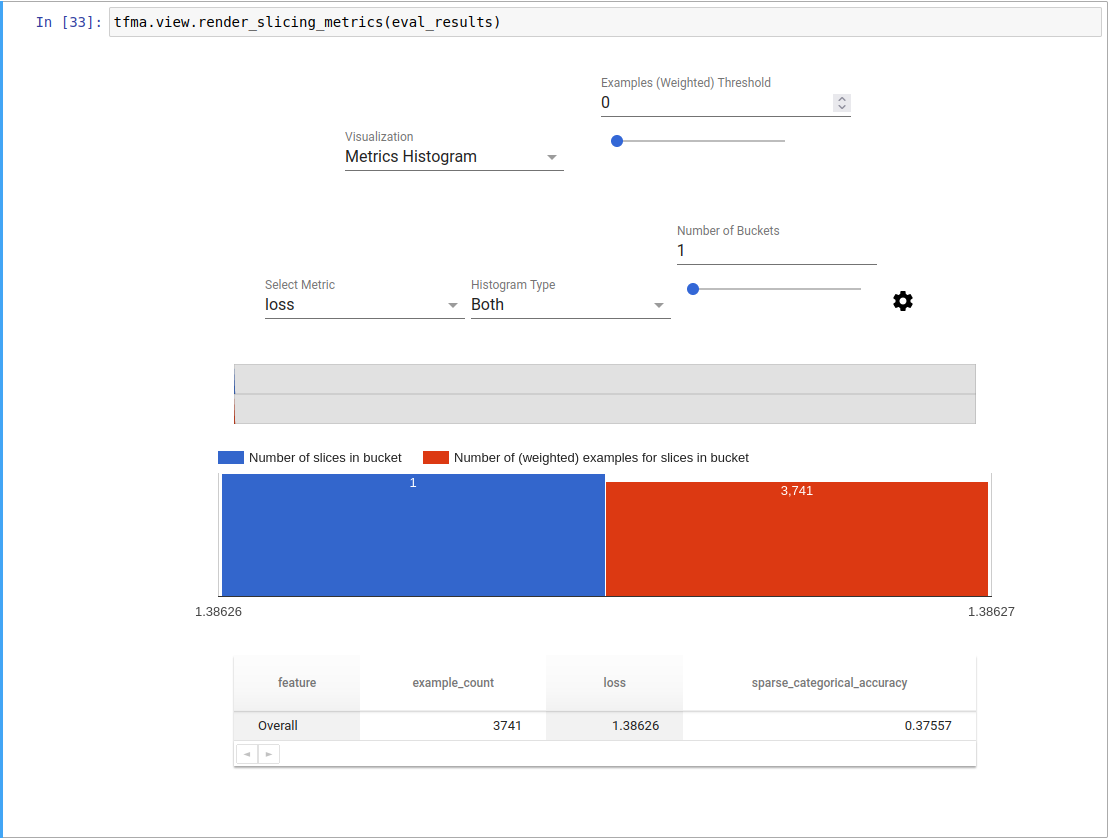 In [33]: tfma.view.render_slicing_metrics(eval_results)
Examples (Weighted) Threshold
0
Visualization
Metrics Histogram
Number of Buckets
1
Select Metric
loss
Histogram Type
Both
Number of slices in bucket
Number of (weighted) examples for slices in bucket
1
3,741
1.38626
1.38627
feature example_count loss sparse_categorical_accuracy
Overall 3741 1.38626 0.37557